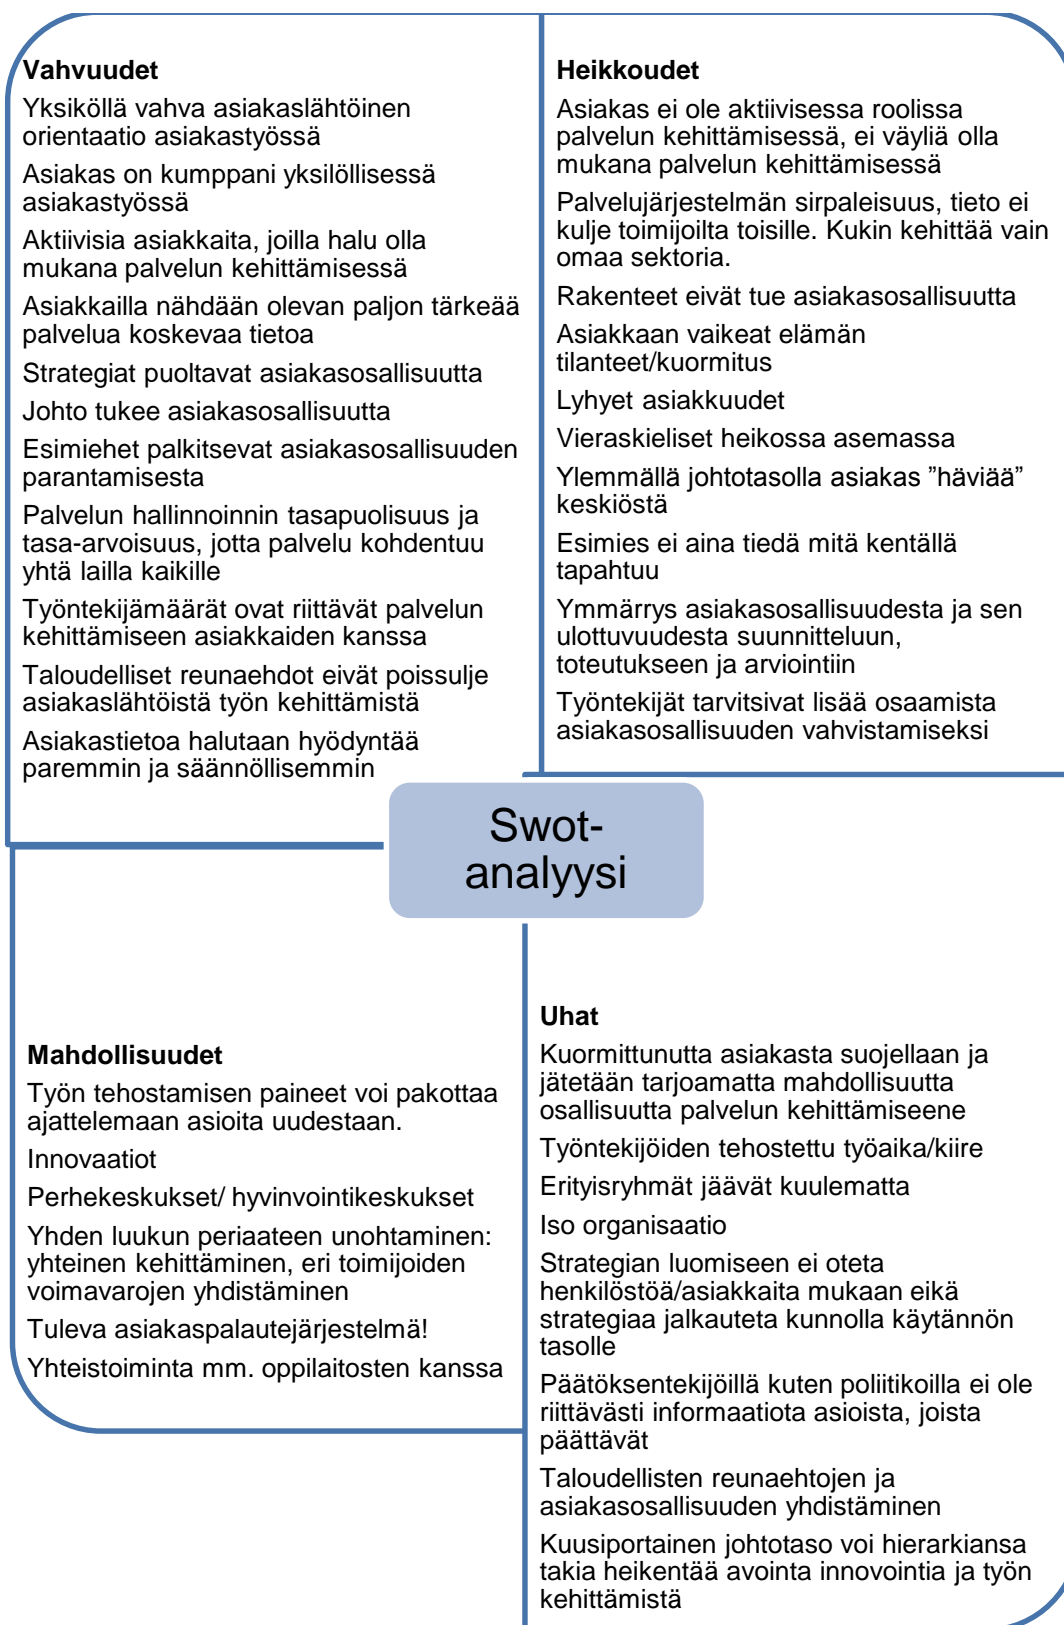 Vahvuudet
Yksiköllä vahva asiakaslähtöinen
orientaatio asiakastyössä
Asiakas on kumppani yksilöllisessä
asiakastyössä
Aktiivisia asiakkaita, joilla halu olla
mukana palvelun kehittämisessä
Asiakkailla nähdään olevan paljon tärkeää
palvelua koskevaa tietoa
Strategiat puoltavat asiakasosallisuutta
Johto tukee asiakasosallisuutta
Esimiehet palkitsevat asiakasosallisuuden
parantamisesta
Palvelun hallinnoinnin tasapuolisuus ja
tasa-arvoisuus, jotta palvelu kohdentuu
yhtä lailla kaikille
Työntekijämäärät ovat riittävät palvelun
kehittämiseen asiakkaiden kanssa
Taloudelliset reunaehdot eivät poissulje
asiakaslähtöistä työn kehittämistä
Asiakastietoa halutaan hyödyntää
paremmin ja säännöllisemmin
Heikkoudet
Asiakas ei ole aktiivisessa roolissa
palvelun kehittämisessä, ei väyliä olla
mukana palvelun kehittämisessä
Palvelujärjestelmän sirpaleisuus, tieto ei
kulje toimijoilta toisille. Kukin kehittää vain
omaa sektoria.
Rakenteet eivät tue asiakasosallisuutta
Asiakkaan vaikeat elämän
tilanteet/kuormitus
Lyhyet asiakkuudet
Vieraskieliset heikossa asemassa
Ylemmällä johtotasolla asiakas ”häviää”
keskiöstä
Esimies ei aina tiedä mitä kentällä
tapahtuu
Ymmärrys asiakasosallisuudesta ja sen
ulottuvuudesta suunnitteluun,
toteutukseen ja arviointiin
Työntekijät tarvitsivat lisää osaamista
asiakasosallisuuden vahvistamiseksi
Swot-
analyysi
Mahdollisuudet
Työn tehostamisen paineet voi pakottaa
ajattelemaan asioita uudestaan.
Innovaatiot
Perhekeskukset/ hyvinvointikeskukset
Yhden luukun periaateen unohtaminen:
yhteinen kehittäminen, eri toimijoiden
voimavarojen yhdistäminen
Tuleva asiakaspalautejärjestelmä!
Yhteistoiminta mm. oppilaitosten kanssa
Uhat
Kuormittunutta asiakasta suojellaan ja
jätetään tarjoamatta mahdollisuutta
osallisuutta palvelun kehittämiseene
Työntekijöiden tehostettu työaika/kiire
Erityisryhmät jäävät kuulematta
Iso organisaatio
Strategian luomiseen ei oteta
henkilöstöä/asiakkaita mukaan eikä
strategiaa jalkauteta kunnolla käytännön
tasolle
Päätöksentekijöillä kuten poliitikoilla ei ole
riittävästi informaatiota asioista, joista
päättävät
Taloudellisten reunaehtojen ja
asiakasosallisuuden yhdistäminen
Kuusiportainen johtotaso voi hierarkiansa
takia heikentää avointa innovointia ja työn
kehittämistä